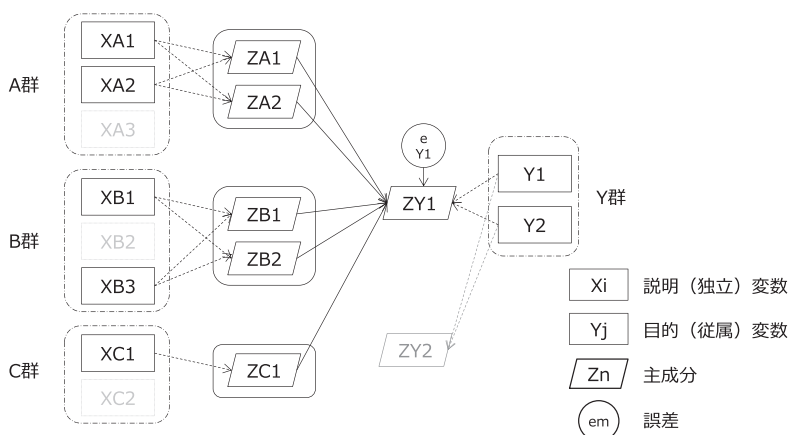 A群
XA1
XA2
XA3
ZA1
ZA2
B群
XB1
XB2
XB3
ZB1
ZB2
C群
XC1
XC2
ZC1
e
Y1
ZY1
ZY2
Y1
Y2
Y群
Xi 説明（独立）変数
Yj 目的（従属）変数
Zn 主成分
em 誤差